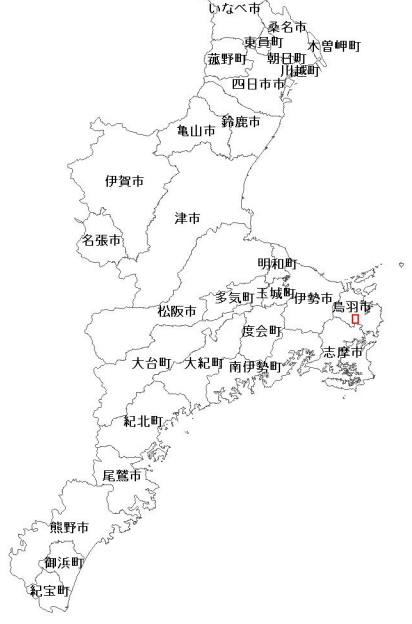 いなべ市
桑名市
東員町
木曽岬町
菰野町
朝日町
川越町
四日市市
鈴鹿市
亀山市
伊賀市
津市
名張市
明和町
多気町
玉城町
伊勢市
鳥羽市
松阪市
度会町
志摩市
大台町
大紀町
南伊勢町
紀北町
尾鷲市
熊野市
御浜町
紀宝町